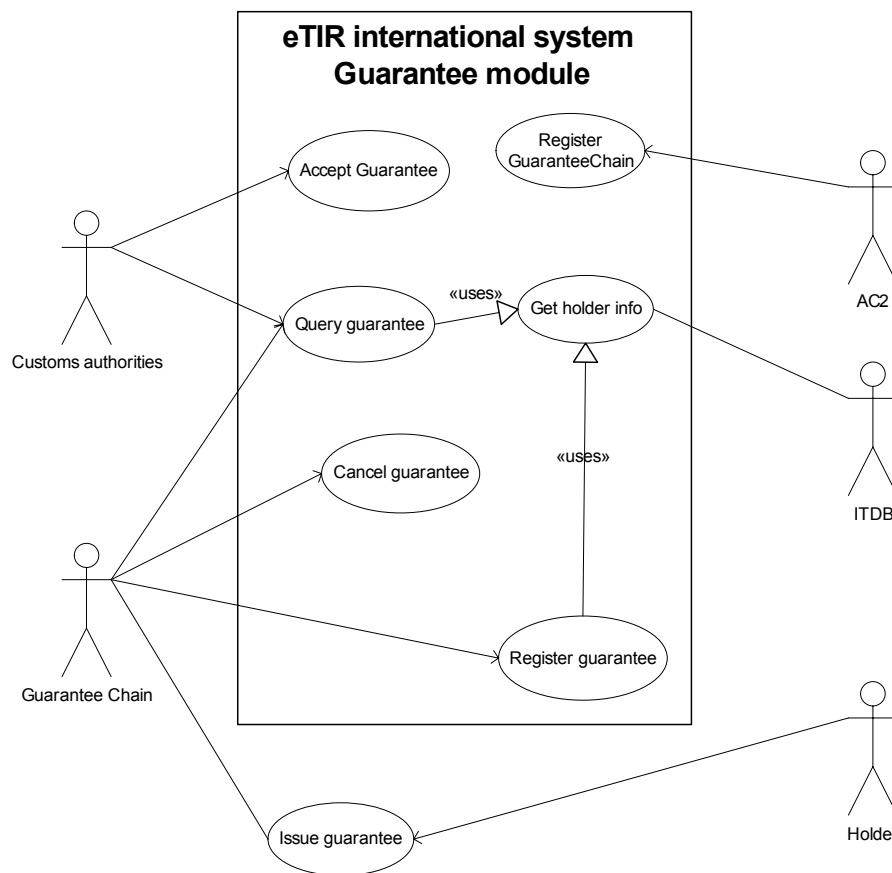 eTIR international system
Guarantee module
Register
GuaranteeChain
Accept Guarantee
AC2
Customs authorities
Query guarantee
«uses»
Get holder info
ITDB
Cancel guarantee
«uses»
Guarantee Chain
Register guarantee
Issue guarantee
Holde